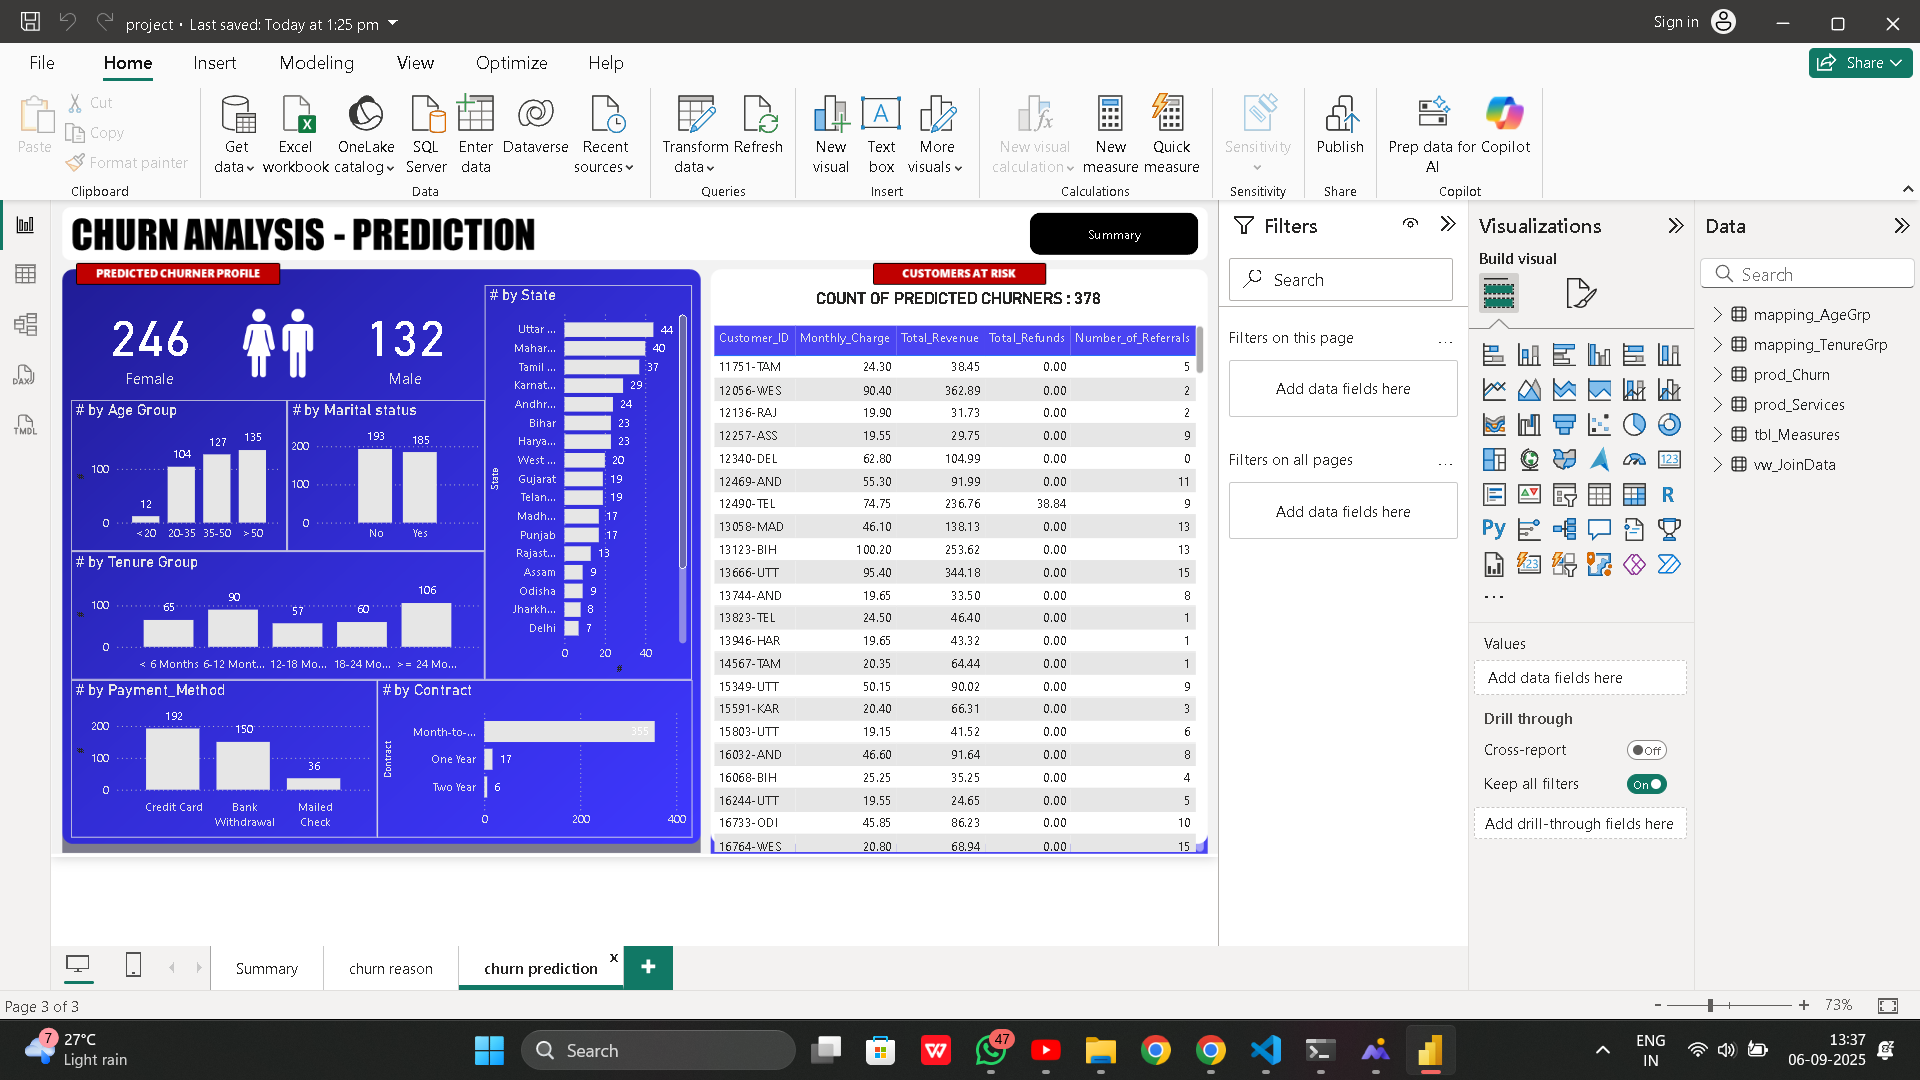 project • Last saved: Today at 1:25 pm
Sign in
File Home Insert Modeling View Optimize Help
Share
Paste
Cut
Copy
Format painter
Clipboard
Get data
Excel workbook
OneLake catalog
SQL Server
Enter data
Dataverse
Recent sources
Data
Transform data
Refresh
Queries
New visual
Text box
More visuals
Insert
New visual calculation
New measure
Quick measure
Calculations
Sensitivity
Sensitivity
Publish
Share
Prep data for AI
Copilot
Copilot
DAX
TMDL
CHURN ANALYSIS - PREDICTION
Summary
PREDICTED CHURNER PROFILE
246
Female
132
Male
# by Age Group
100
0
12
104
127
135
<20 20-35 35-50 >50
# by Marital status
200
100
0
193
185
No Yes
# by Tenure Group
100
0
65
90
57
60
106
< 6 Months 6-12 Mont... 12-18 Mo... 18-24 Mo... >= 24 Mo...
# by Payment_Method
200
100
0
192
150
36
Credit Card
Bank Withdrawal
Mailed Check
# by State
State
Uttar ... 44
Mahar... 40
Tamil ... 37
Karnat... 29
Andhr... 24
Bihar 23
Harya... 23
West ... 20
Gujarat 19
Telan... 19
Madh... 17
Punjab 17
Rajast... 13
Assam 9
Odisha 9
Jharkh... 8
Delhi 7
0 20 40
#
# by Contract
Contract
Month-to-... 355
One Year 17
Two Year 6
0 200 400
CUSTOMERS AT RISK
COUNT OF PREDICTED CHURNERS : 378
Customer_ID Monthly_Charge Total_Revenue Total_Refunds Number_of_Referrals
11751-TAM 24.30 38.45 0.00 5
12056-WES 90.40 362.89 0.00 2
12136-RAJ 19.90 31.73 0.00 2
12257-ASS 19.55 29.75 0.00 9
12340-DEL 62.80 104.99 0.00 0
12469-AND 55.30 91.99 0.00 11
12490-TEL 74.75 236.76 38.84 9
13058-MAD 46.10 138.13 0.00 13
13123-BIH 100.20 253.62 0.00 13
13666-UTT 95.40 344.18 0.00 15
13744-AND 19.65 33.50 0.00 8
13823-TEL 24.50 46.40 0.00 1
13946-HAR 19.65 43.32 0.00 1
14567-TAM 20.35 64.44 0.00 1
15349-UTT 50.15 90.02 0.00 9
15591-KAR 20.40 66.31 0.00 3
15803-UTT 19.15 41.52 0.00 6
16032-AND 46.60 91.64 0.00 8
16068-BIH 25.25 35.25 0.00 4
16244-UTT 19.55 24.65 0.00 5
16733-ODI 45.85 86.23 0.00 10
16764-WES 20.80 68.94 0.00 15
Filters
Search
Filters on this page ...
Add data fields here
Filters on all pages ...
Add data fields here
Visualizations
Build visual
123
R
Py
123
...
Values
Add data fields here
Drill through
Cross-report Off
Keep all filters On
Add drill-through fields here
Data
Search
mapping_AgeGrp
mapping_TenureGrp
prod_Churn
prod_Services
tbl_Measures
vw_JoinData
Summary churn reason churn prediction x +
Page 3 of 3
- + 73%
7
27°C
Light rain
Search
W
47
ENG
IN
13:37
06-09-2025